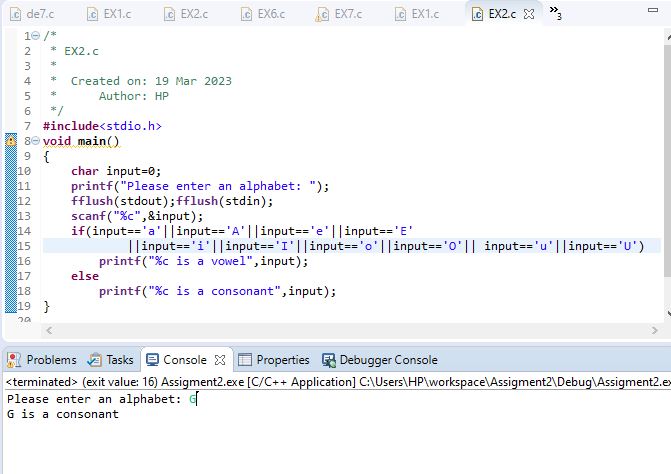 de7.c EX1.c EX2.c EX6.c EX7.c EX1.c EX2.c »3
1 /*
2 * EX2.c
3 *
4 * Created on: 19 Mar 2023
5 * Author: HP
6 */
7 #include<stdio.h>
8 void main()
9 {
10 char input=0;
11 printf("Please enter an alphabet: ");
12 fflush(stdout);fflush(stdin);
13 scanf("%c",&input);
14 if(input=='a'||input=='A'||input=='e'||input=='E'
15 ||input=='i'||input=='I'||input=='o'||input=='O'|| input=='u'||input=='U')
16 printf("%c is a vowel",input);
17 else
18 printf("%c is a consonant",input);
19 }
20
Problems Tasks Console Properties Debugger Console
<terminated> (exit value: 16) Assigment2.exe [C/C++ Application] C:\Users\HP\workspace\Assigment2\Debug\Assigment2.ex
Please enter an alphabet: G
G is a consonant